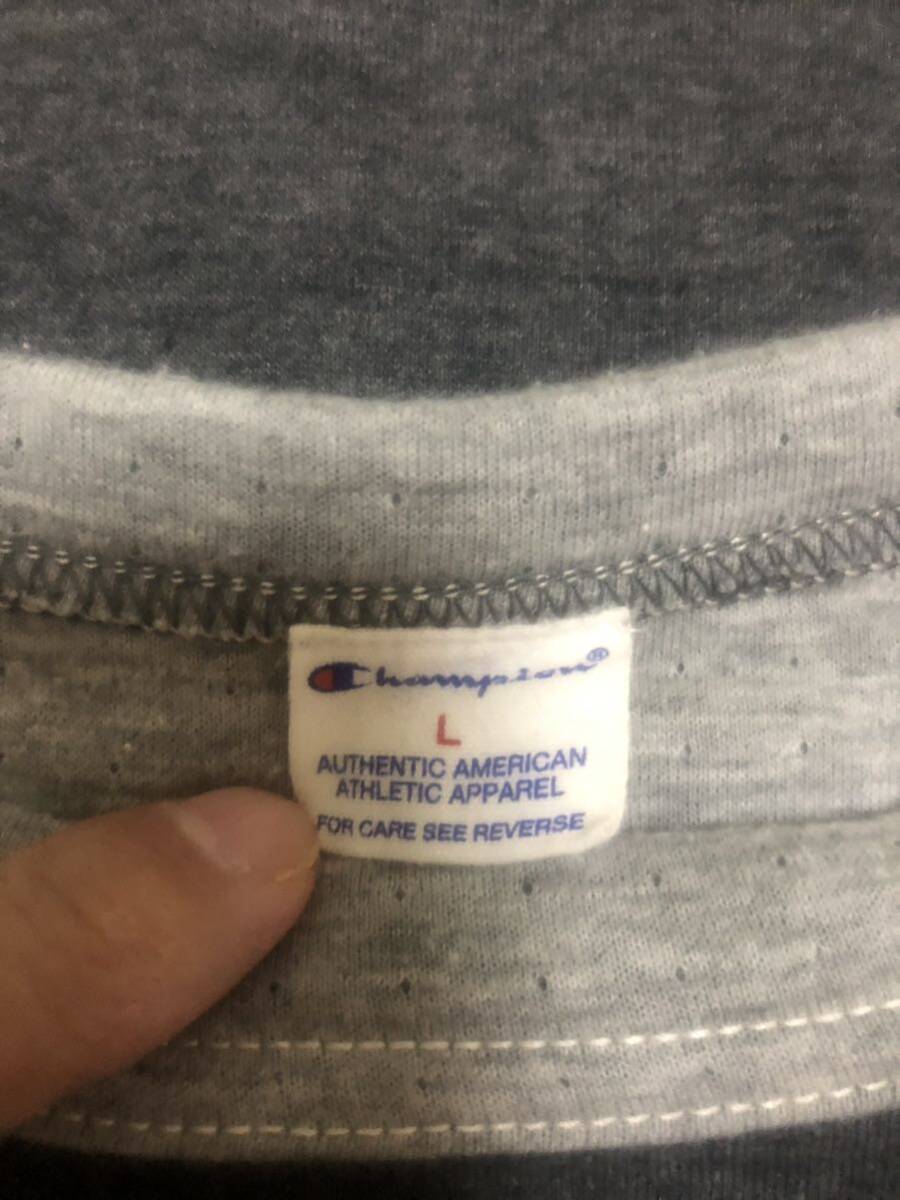 Champion®
L
AUTHENTIC AMERICAN
ATHLETIC APPAREL
FOR CARE SEE REVERSE